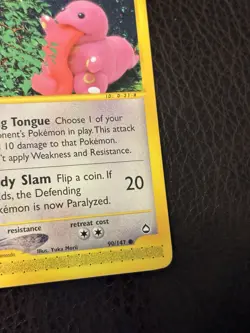 ng Tongue Choose 1 of your
onent's Pokémon in play. This attack
10 damage to that Pokémon.
't apply Weakness and Resistance.
dy Slam Flip a coin. If
ds, the Defending
kémon is now Paralyzed.
20
resistance
retreat cost
Illus. Yuka Morii
90/147